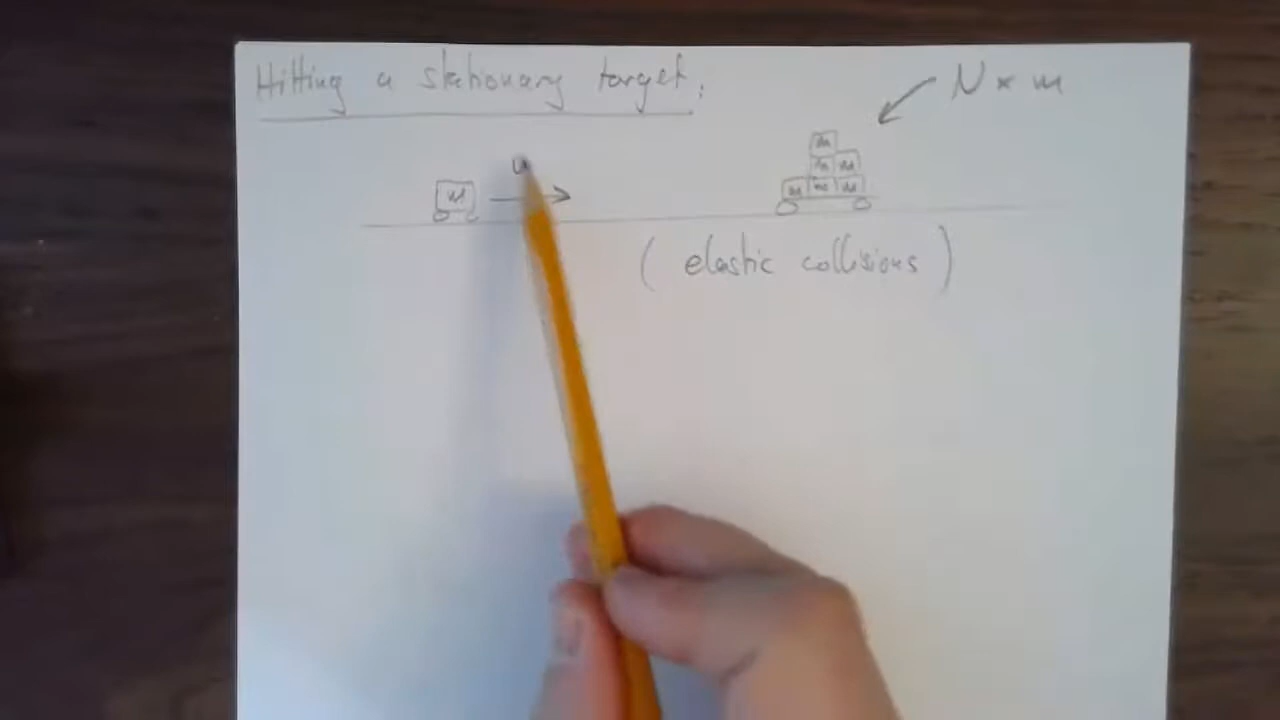 Hitting a stationary target:
N × m
u
m
m
m m
m m m
(elastic collisions)